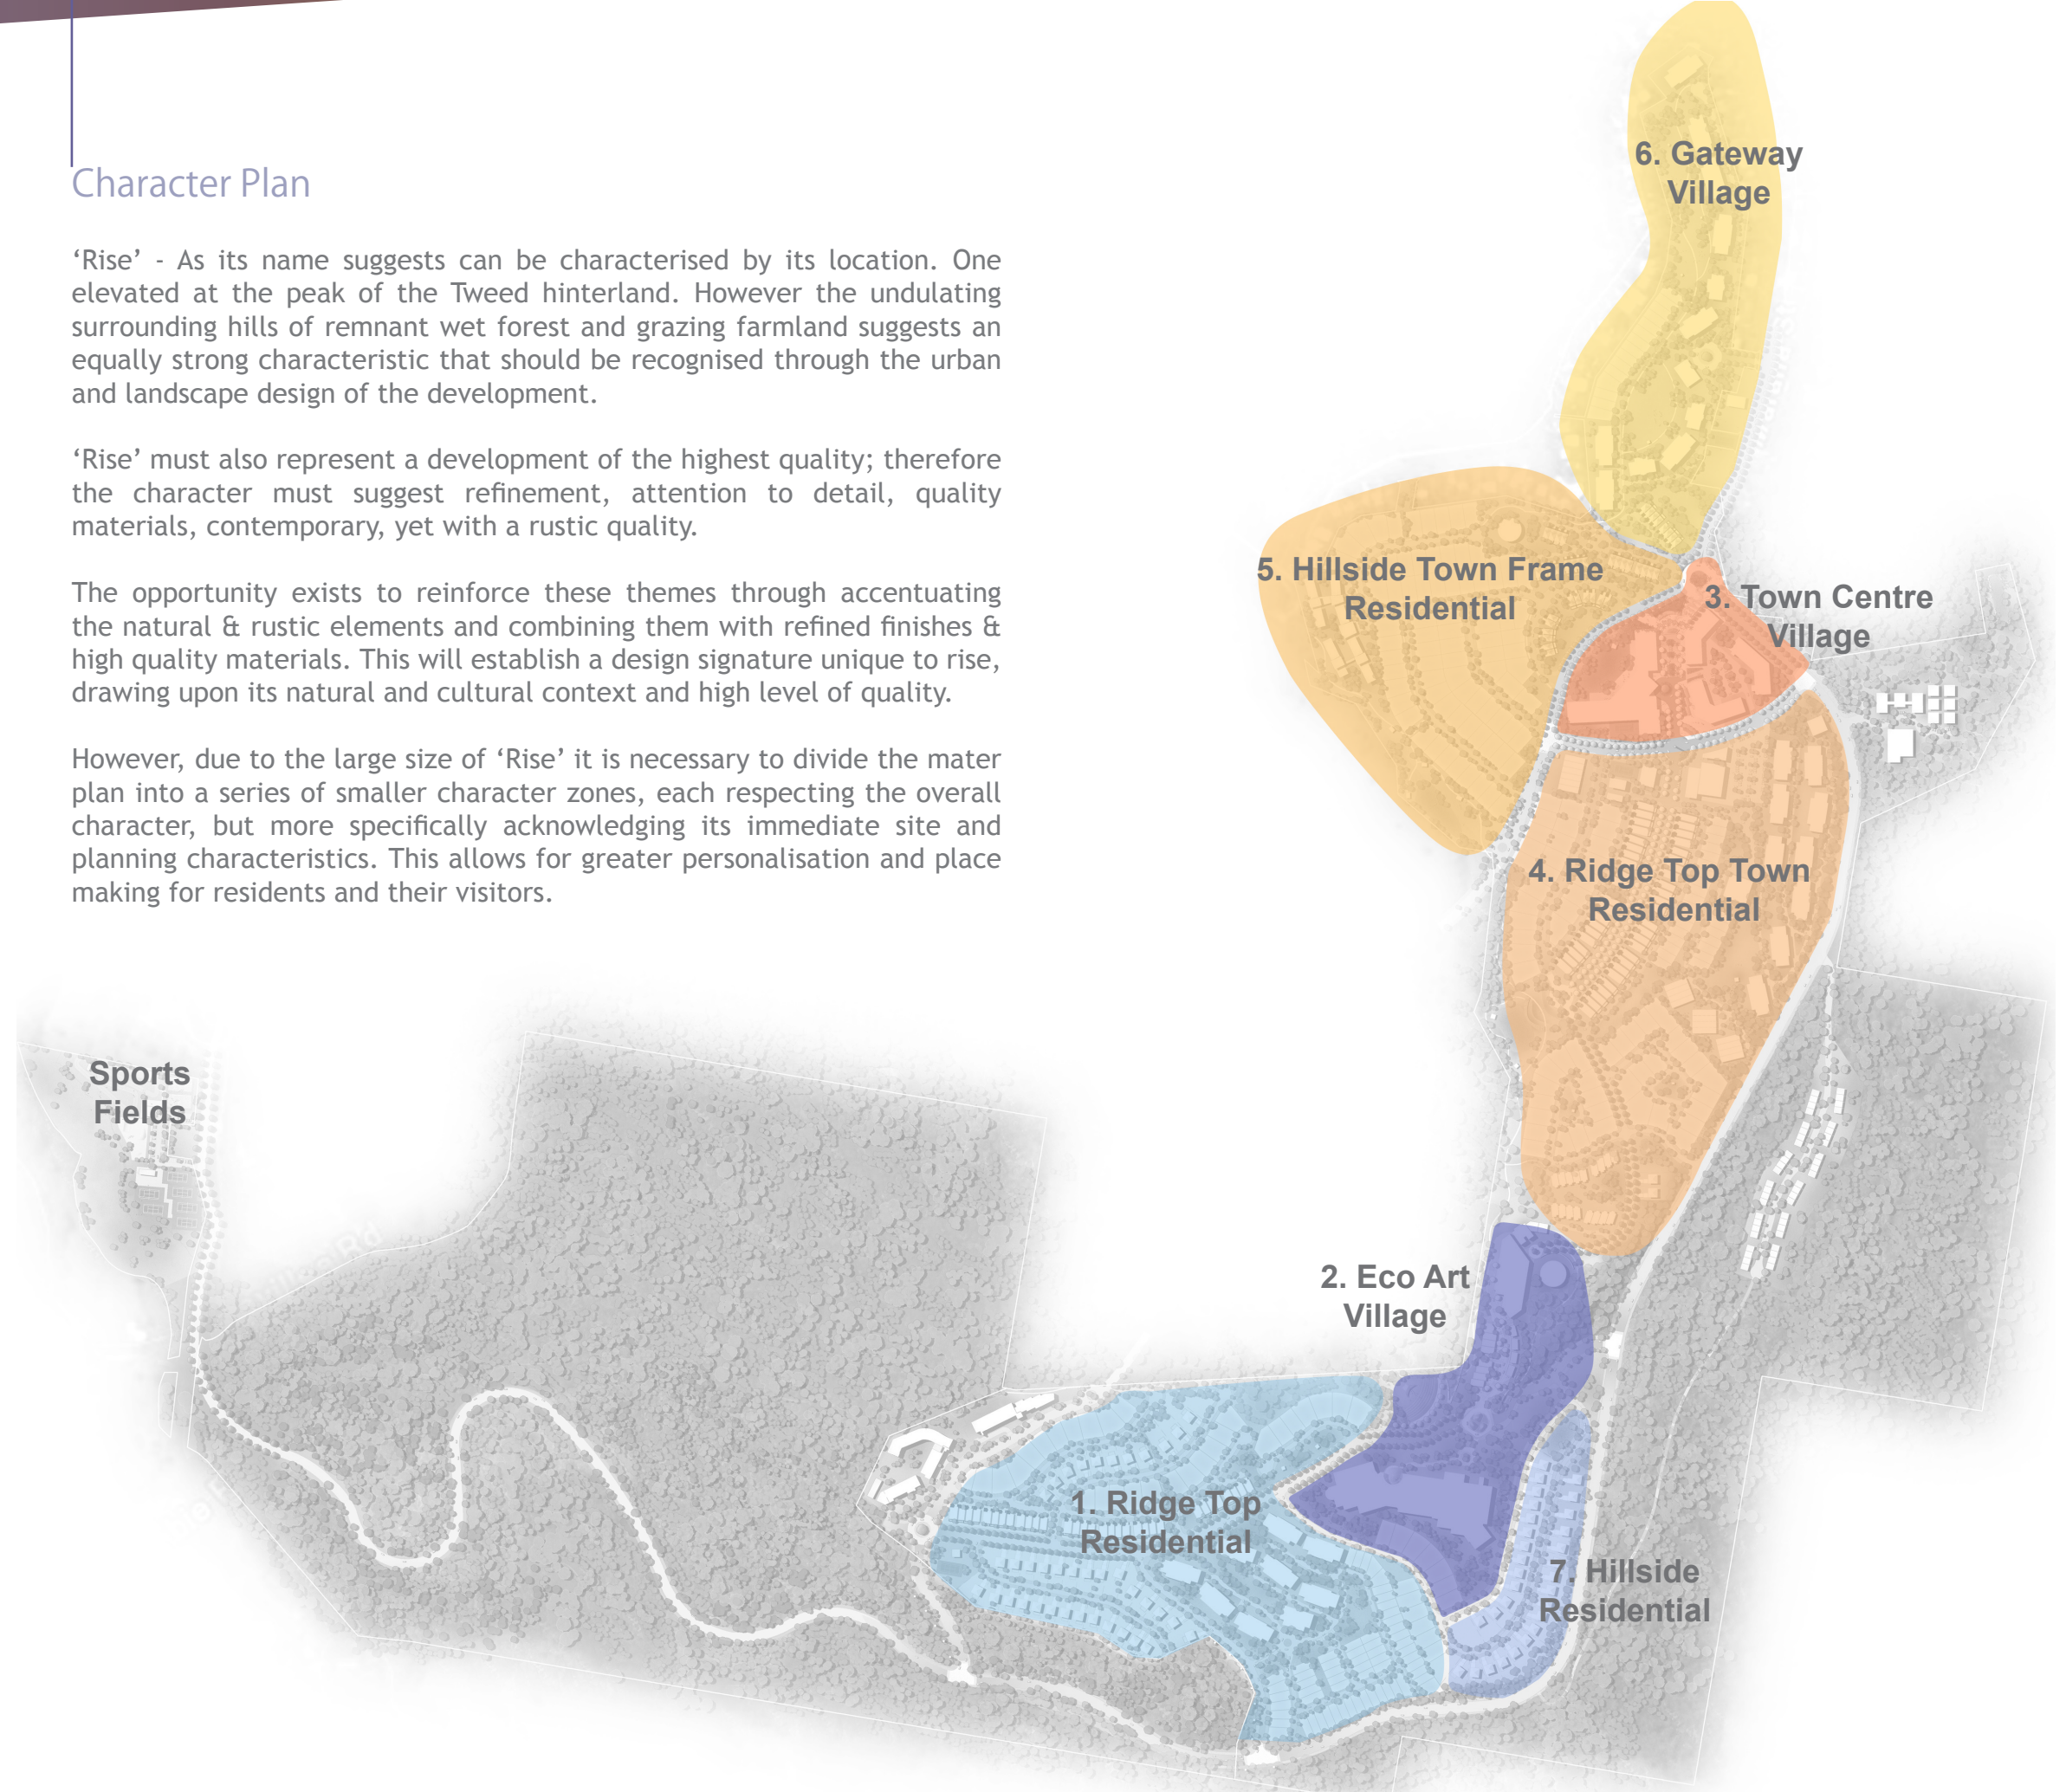 Character Plan
‘Rise’ - As its name suggests can be characterised by its location. One
elevated at the peak of the Tweed hinterland. However the undulating
surrounding hills of remnant wet forest and grazing farmland suggests an
equally strong characteristic that should be recognised through the urban
and landscape design of the development.
‘Rise’ must also represent a development of the highest quality; therefore
the character must suggest refinement, attention to detail, quality
materials, contemporary, yet with a rustic quality.
The opportunity exists to reinforce these themes through accentuating
the natural & rustic elements and combining them with refined finishes &
high quality materials. This will establish a design signature unique to rise,
drawing upon its natural and cultural context and high level of quality.
However, due to the large size of ‘Rise’ it is necessary to divide the mater
plan into a series of smaller character zones, each respecting the overall
character, but more specifically acknowledging its immediate site and
planning characteristics. This allows for greater personalisation and place
making for residents and their visitors.
6. Gateway
Village
5. Hillside Town Frame
Residential
3. Town Centre
Village
4. Ridge Top Town
Residential
Sports
Fields
2. Eco Art
Village
1. Ridge Top
Residential
7. Hillside
Residential
Rd